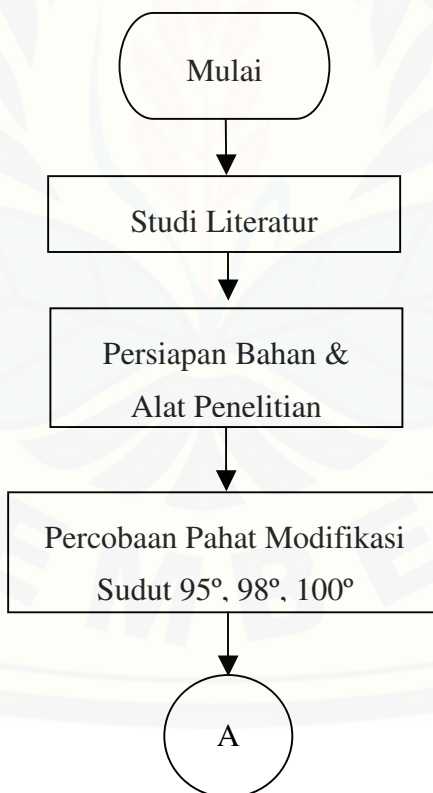 Mulai
Studi Literatur
Persiapan Bahan &
Alat Penelitian
Percobaan Pahat Modifikasi
Sudut 95º, 98º, 100º
A